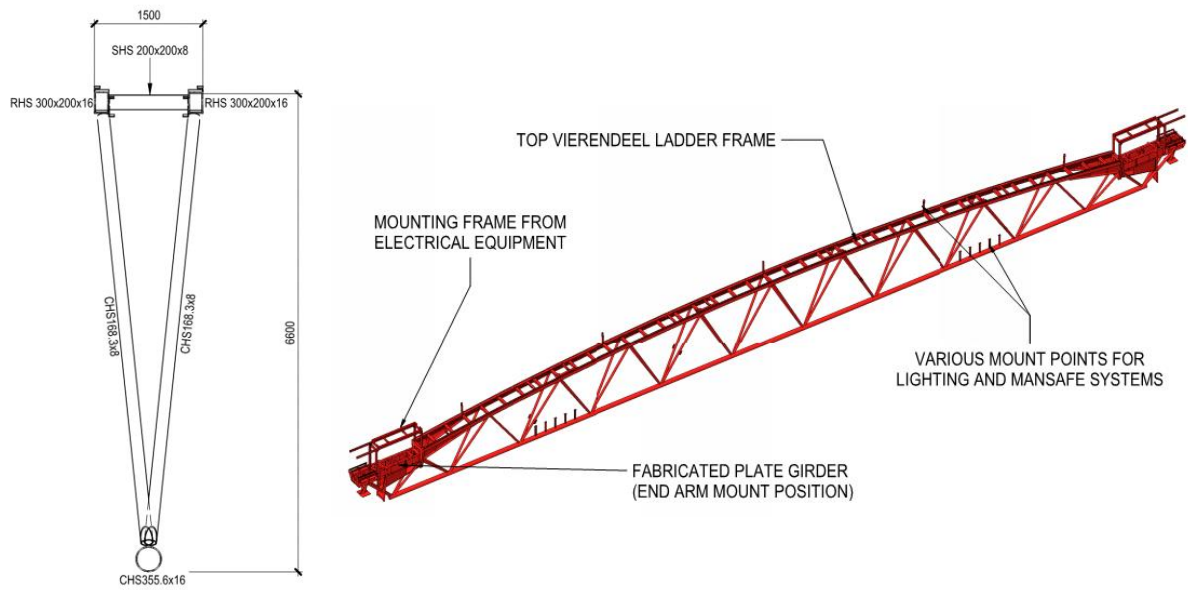 1500
SHS 200x200x8
RHS 300x200x16
RHS 300x200x16
CHS168.3x8
CHS168.3x8
6600
CHS355.6x16
TOP VIERENDEEL LADDER FRAME
MOUNTING FRAME FROM
ELECTRICAL EQUIPMENT
VARIOUS MOUNT POINTS FOR
LIGHTING AND MANSAFE SYSTEMS
FABRICATED PLATE GIRDER
(END ARM MOUNT POSITION)